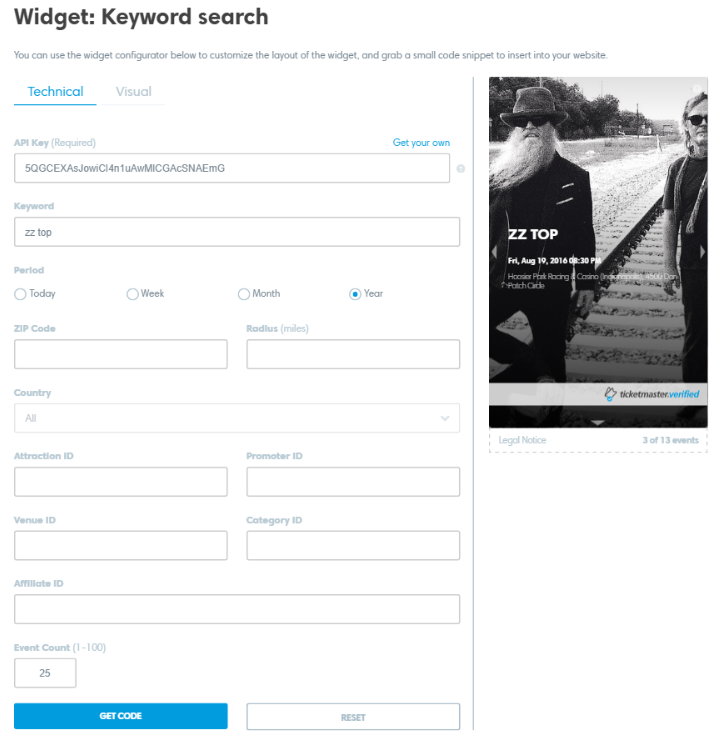 Widget: Keyword search
You can use the widget configurator below to customize the layout of the widget, and grab a small code snippet to insert into your website.
Technical
Visual
API Key (Required)
Get your own
5QGCEXAsJowiCl4n1uAwMlCGAcSNAEmG
Keyword
zz top
Period
Today
Week
Month
Year
ZIP Code
Radius (miles)
Country
All
Attraction ID
Promoter ID
Venue ID
Category ID
Affiliate ID
Event Count (1-100)
25
GET CODE
RESET
ZZ TOP
Fri, Aug 19, 2016 08:30 PM
Hoosier Park Racing & Casino (Indianapolis), 4500 Dan
Patch Circle
ticketmaster.verified
Legal Notice
3 of 13 events